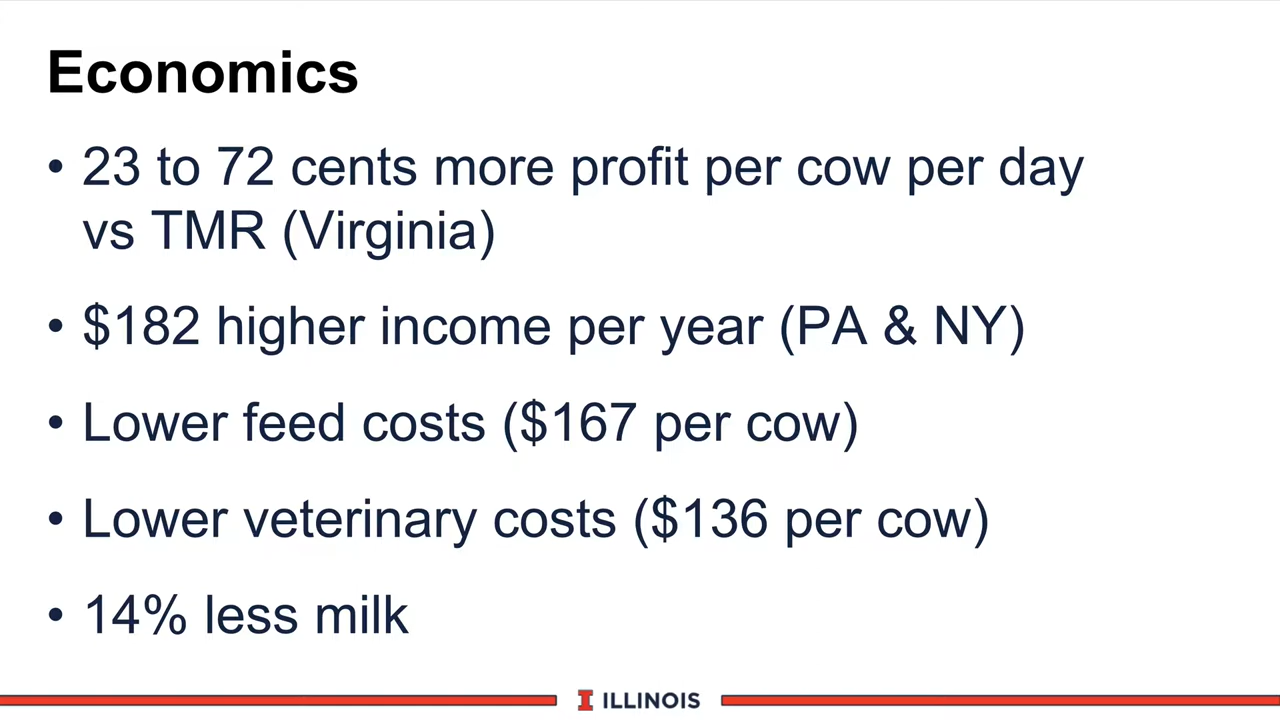 Economics
• 23 to 72 cents more profit per cow per day
vs TMR (Virginia)
• $182 higher income per year (PA & NY)
• Lower feed costs ($167 per cow)
• Lower veterinary costs ($136 per cow)
• 14% less milk
I ILLINOIS